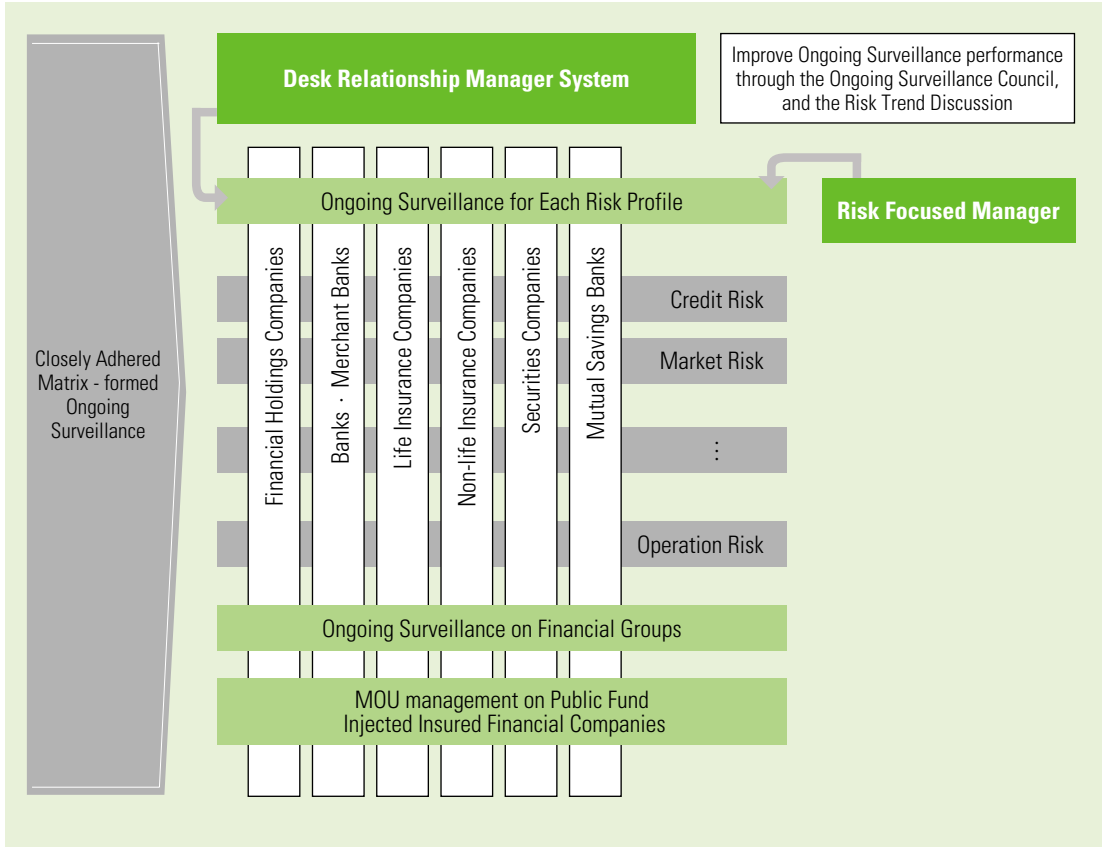 Desk Relationship Manager System
Improve Ongoing Surveillance performance
through the Ongoing Surveillance Council,
and the Risk Trend Discussion
Ongoing Surveillance for Each Risk Profile
Risk Focused Manager
Closely Adhered
Matrix - formed
Ongoing
Surveillance
Financial Holdings Companies
Banks · Merchant Banks
Life Insurance Companies
Non-life Insurance Companies
Securities Companies
Mutual Savings Banks
Credit Risk
Market Risk
⋮
Operation Risk
Ongoing Surveillance on Financial Groups
MOU management on Public Fund
Injected Insured Financial Companies